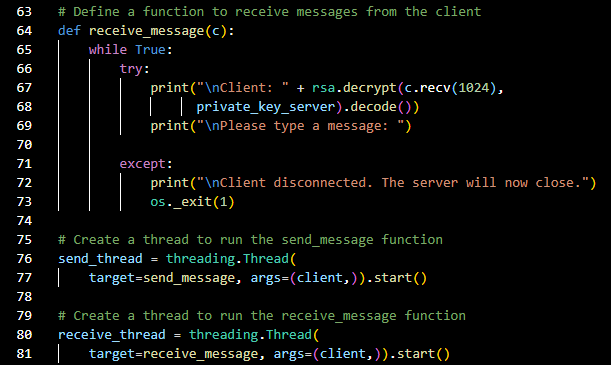 63 # Define a function to receive messages from the client
64 def receive_message(c):
65     while True:
66         try:
67             print("\nClient: " + rsa.decrypt(c.recv(1024),
68                   private_key_server).decode())
69             print("\nPlease type a message: ")
70
71         except:
72             print("\nClient disconnected. The server will now close.")
73             os._exit(1)
74
75 # Create a thread to run the send_message function
76 send_thread = threading.Thread(
77     target=send_message, args=(client,)).start()
78
79 # Create a thread to run the receive_message function
80 receive_thread = threading.Thread(
81     target=receive_message, args=(client,)).start()